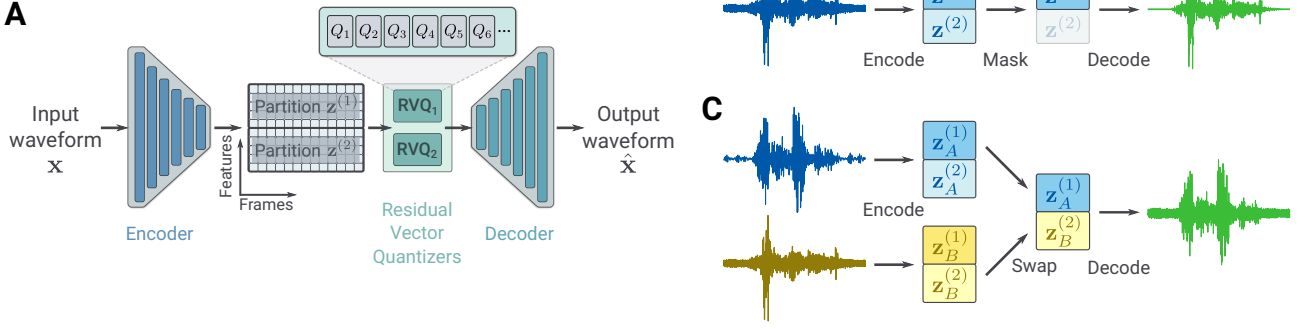 A
Q₁ Q₂ Q₃ Q₄ Q₅ Q₆ ...
Input
waveform
x
Encoder
Partition z⁽¹⁾
Partition z⁽²⁾
Features
Frames
RVQ₁
RVQ₂
Residual
Vector
Quantizers
Decoder
Output
waveform
x̂
z⁽²⁾
z⁽²⁾
Encode
Mask
Decode
C
z_A⁽¹⁾
z_A⁽²⁾
Encode
z_B⁽¹⁾
z_B⁽²⁾
Swap
z_A⁽¹⁾
z_B⁽²⁾
Decode